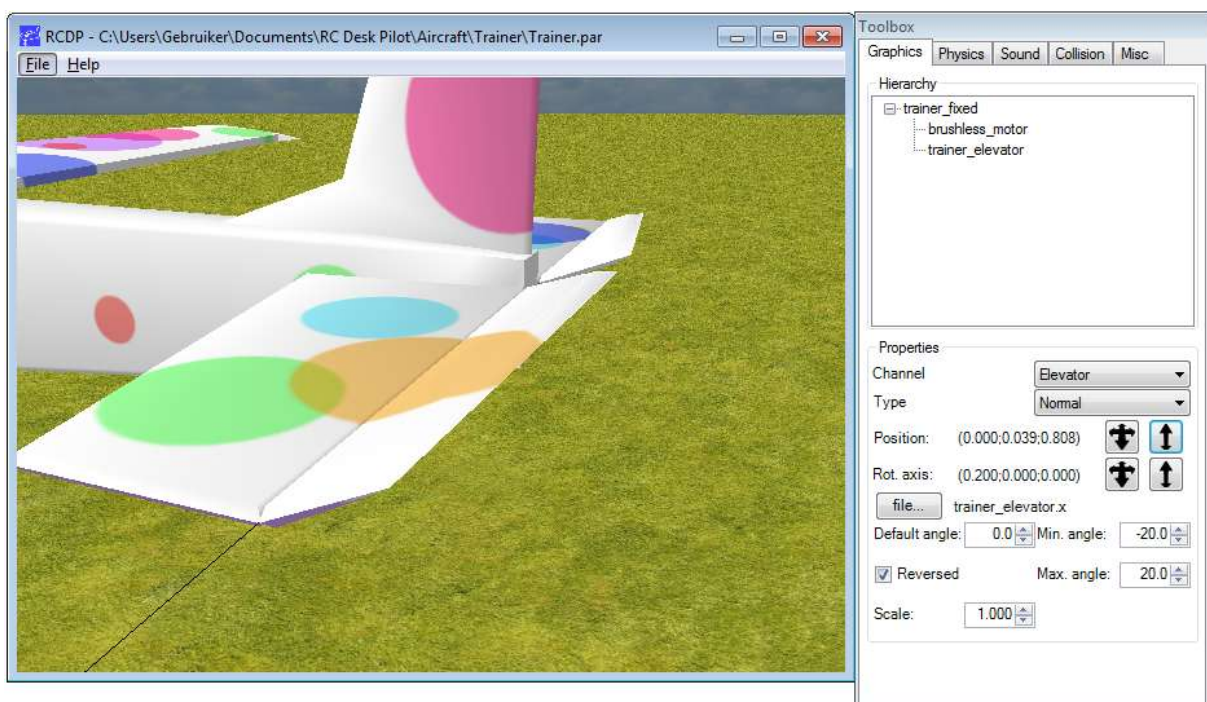 RCDP - C:\Users\Gebruiker\Documents\RC Desk Pilot\Aircraft\Trainer\Trainer.par
File Help
Toolbox
Graphics Physics Sound Collision Misc
Hierarchy
trainer_fixed
brushless_motor
trainer_elevator
Properties
Channel Elevator
Type Normal
Position: (0.000;0.039;0.808)
Rot. axis: (0.200;0.000;0.000)
file... trainer_elevator.x
Default angle: 0.0 Min. angle: -20.0
Reversed Max. angle: 20.0
Scale: 1.000